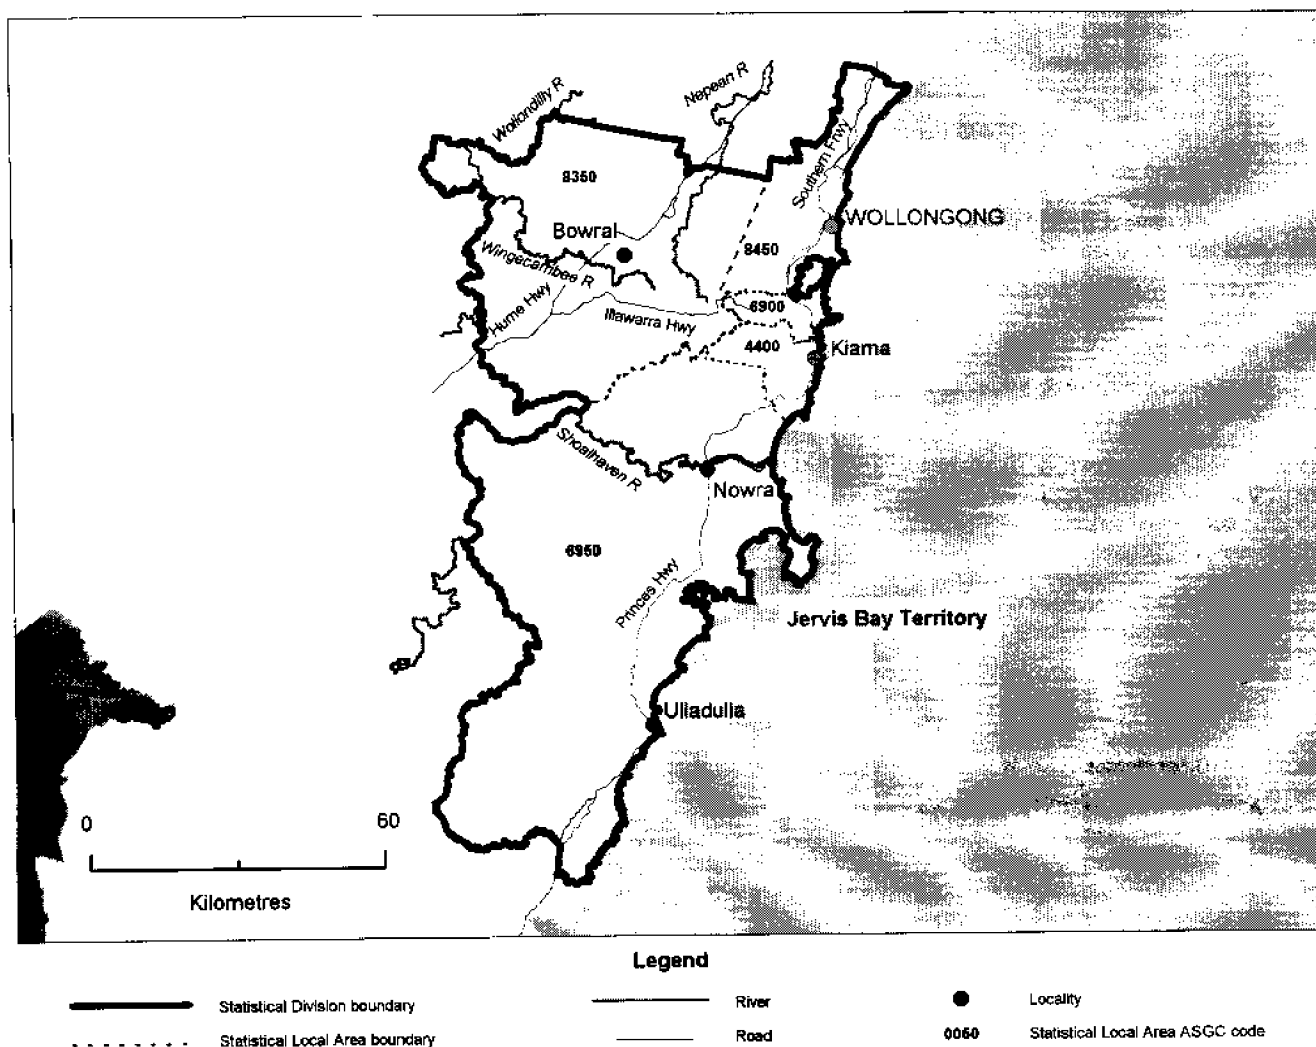 Wollondilly R
Nepean R
Southern Frwy
8350
WOLLONGONG
Bowral
8450
Wingecarribee R
Hume Hwy
Illawarra Hwy
6900
4400
Kiama
Shoalhaven R
Nowra
6950
Princes Hwy
Jervis Bay Territory
Ulladulla
0
60
Kilometres
Legend
Statistical Division boundary
River
Locality
Statistical Local Area boundary
Road
0050
Statistical Local Area ASGC code